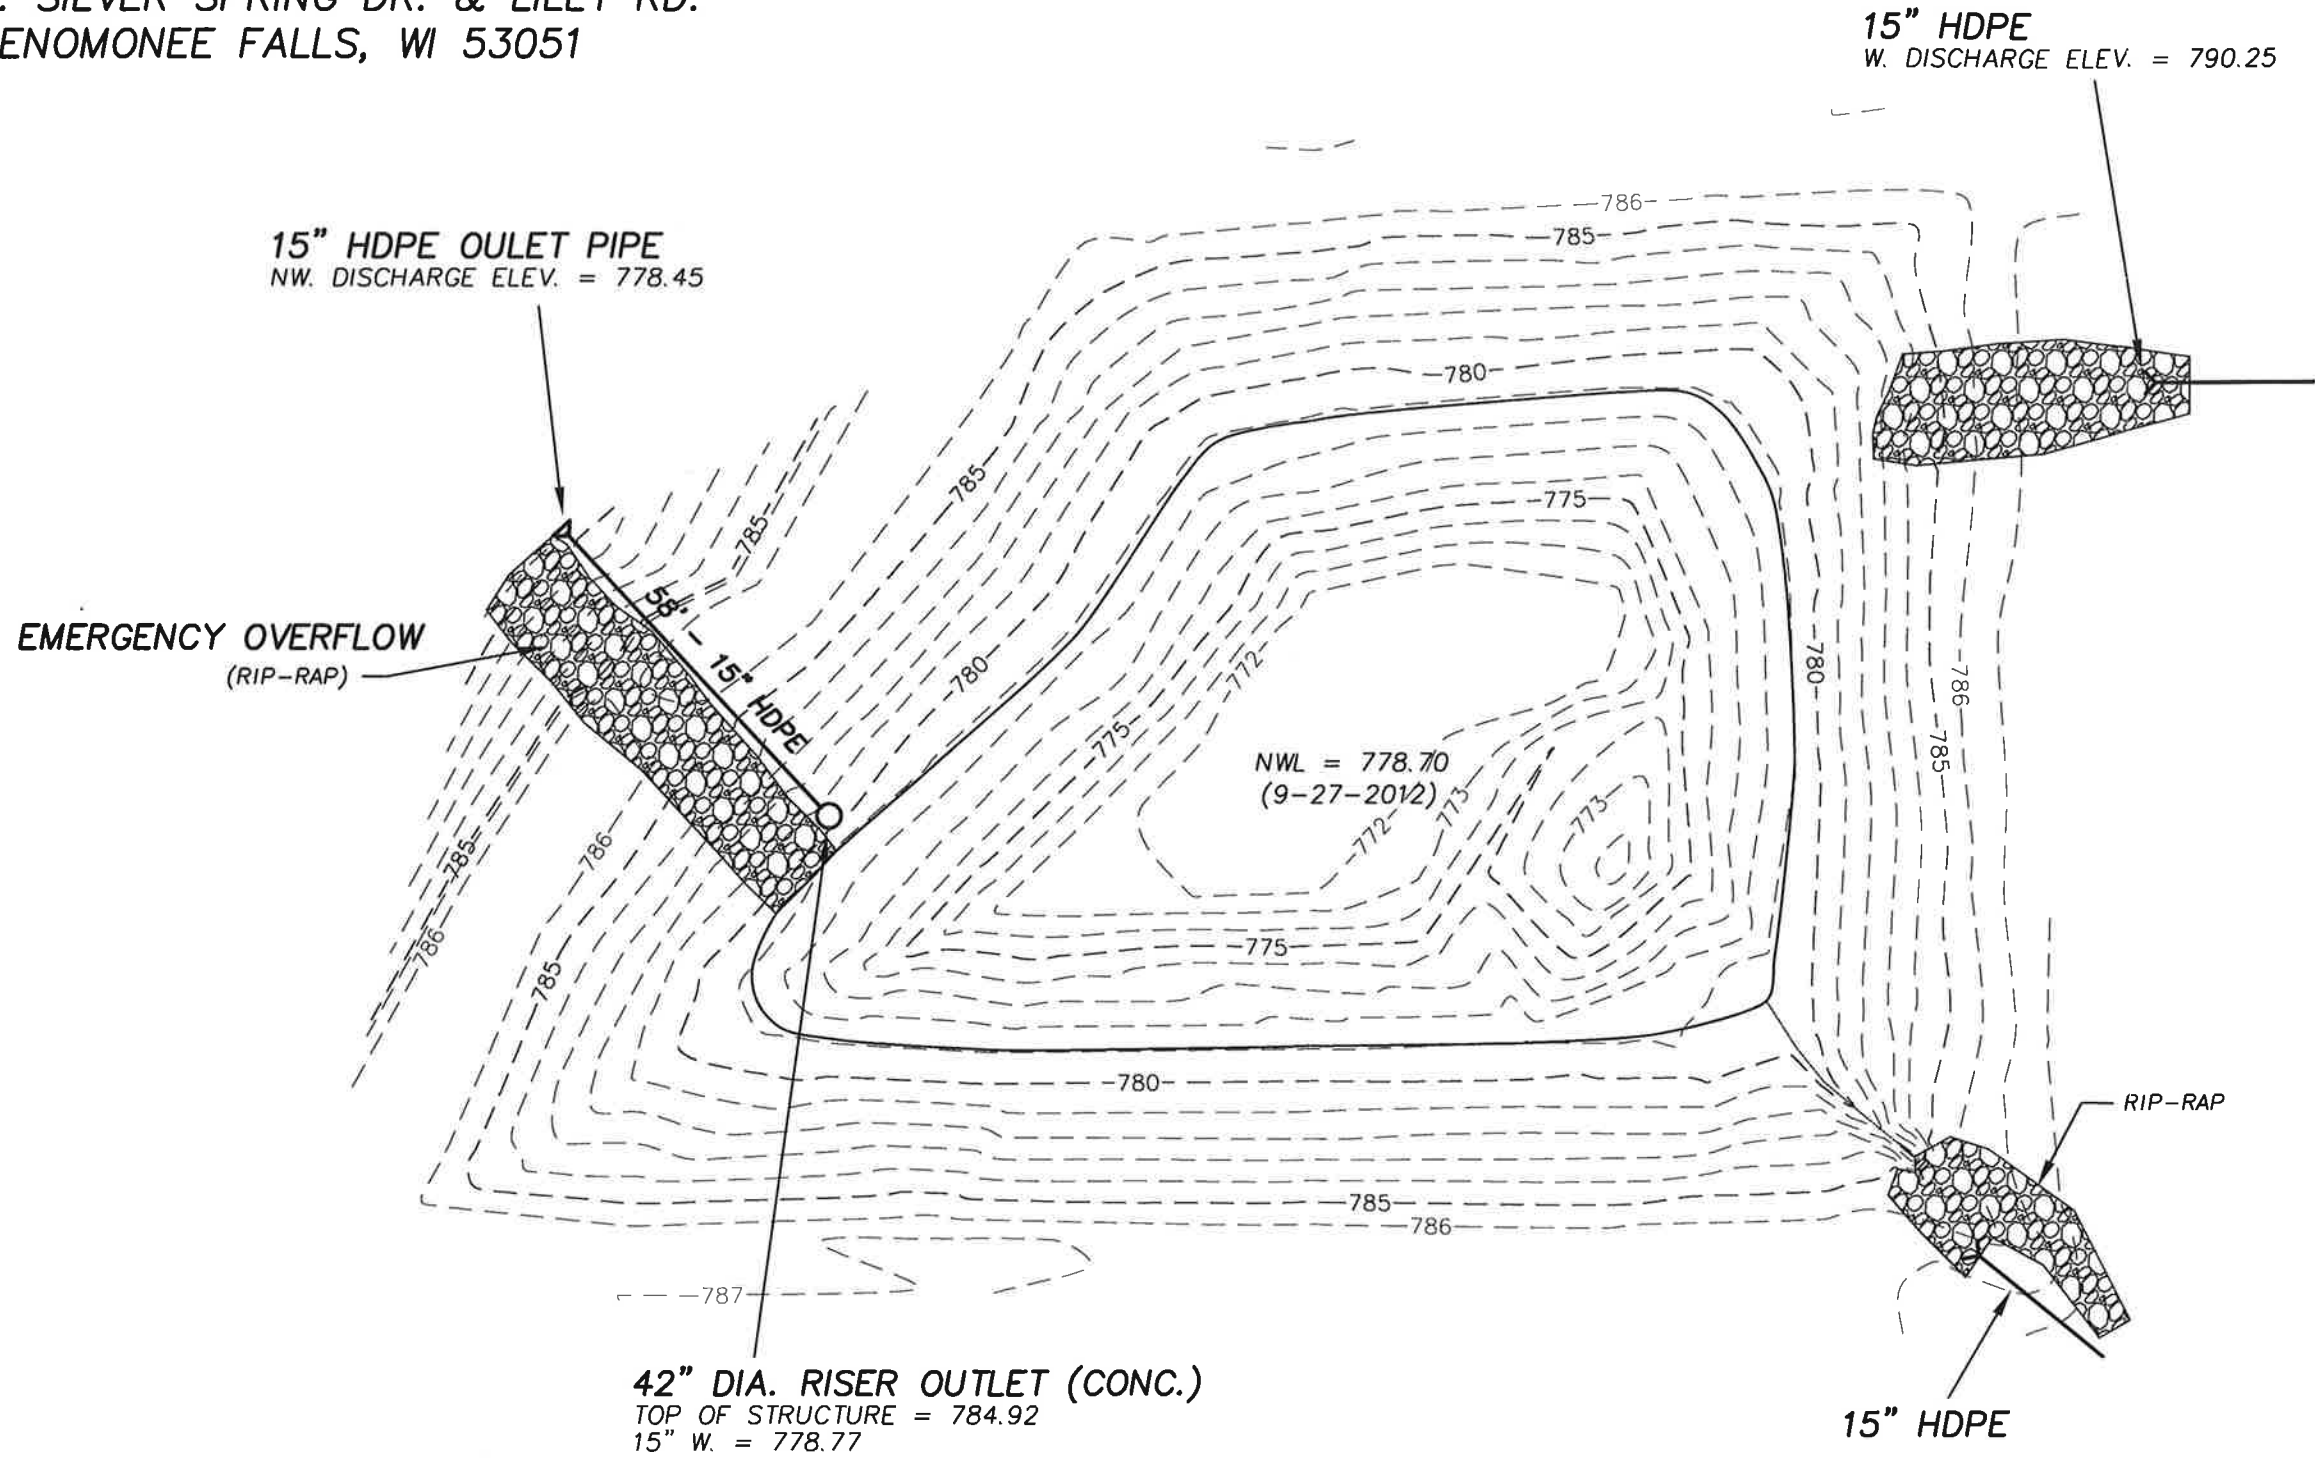 SILVER SPRING DR. & LILLY RD.
ENOMONEE FALLS, WI 53051
15" HDPE
W. DISCHARGE ELEV. = 790.25
786
785
15" HDPE OULET PIPE
NW. DISCHARGE ELEV. = 778.45
780
785
775
785
58' - 15" HDPE
EMERGENCY OVERFLOW
(RIP-RAP)
780
772
780
786
775
785
NWL = 778.70
(9-27-2012)
773
773
772
786
785
786
775
785
780
RIP-RAP
785
786
787
42" DIA. RISER OUTLET (CONC.)
TOP OF STRUCTURE = 784.92
15" W. = 778.77
15" HDPE